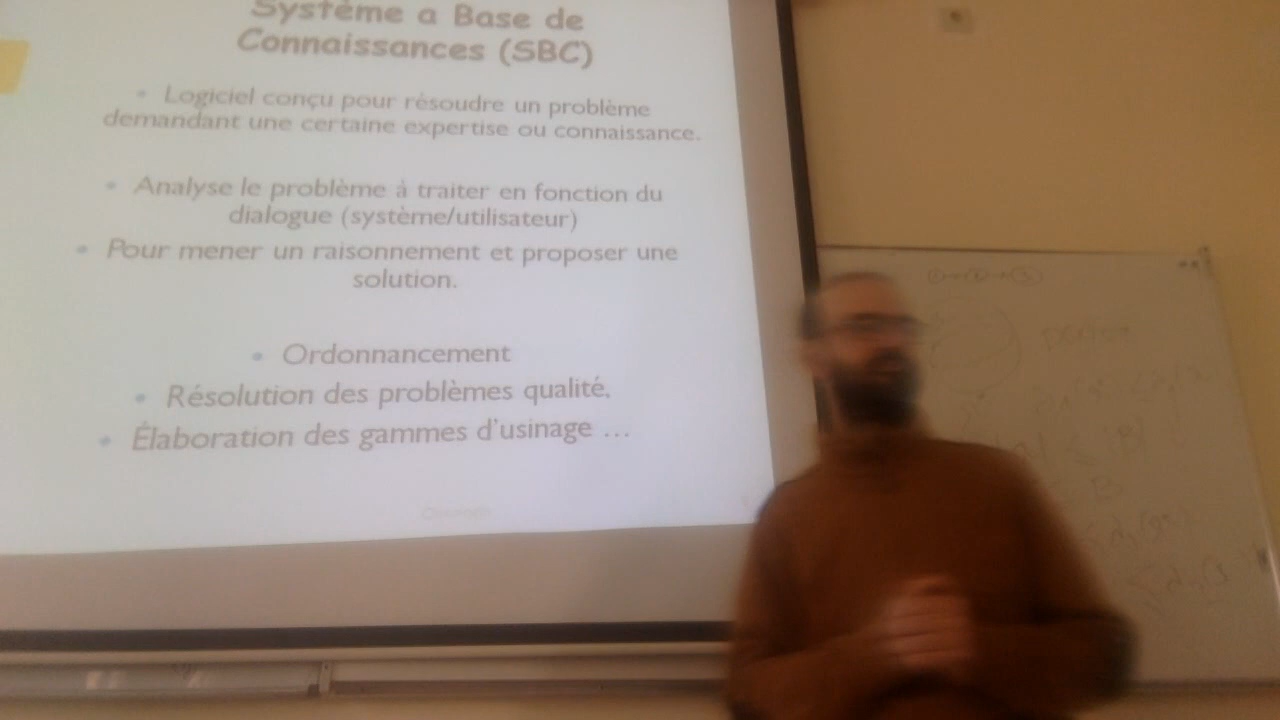 Système a Base de
Connaissances (SBC)
• Logiciel conçu pour résoudre un problème
demandant une certaine expertise ou connaissance.
• Analyse le problème à traiter en fonction du
dialogue (système/utilisateur)
• Pour mener un raisonnement et proposer une
solution.
• Ordonnancement
• Résolution des problèmes qualité.
• Élaboration des gammes d'usinage ...